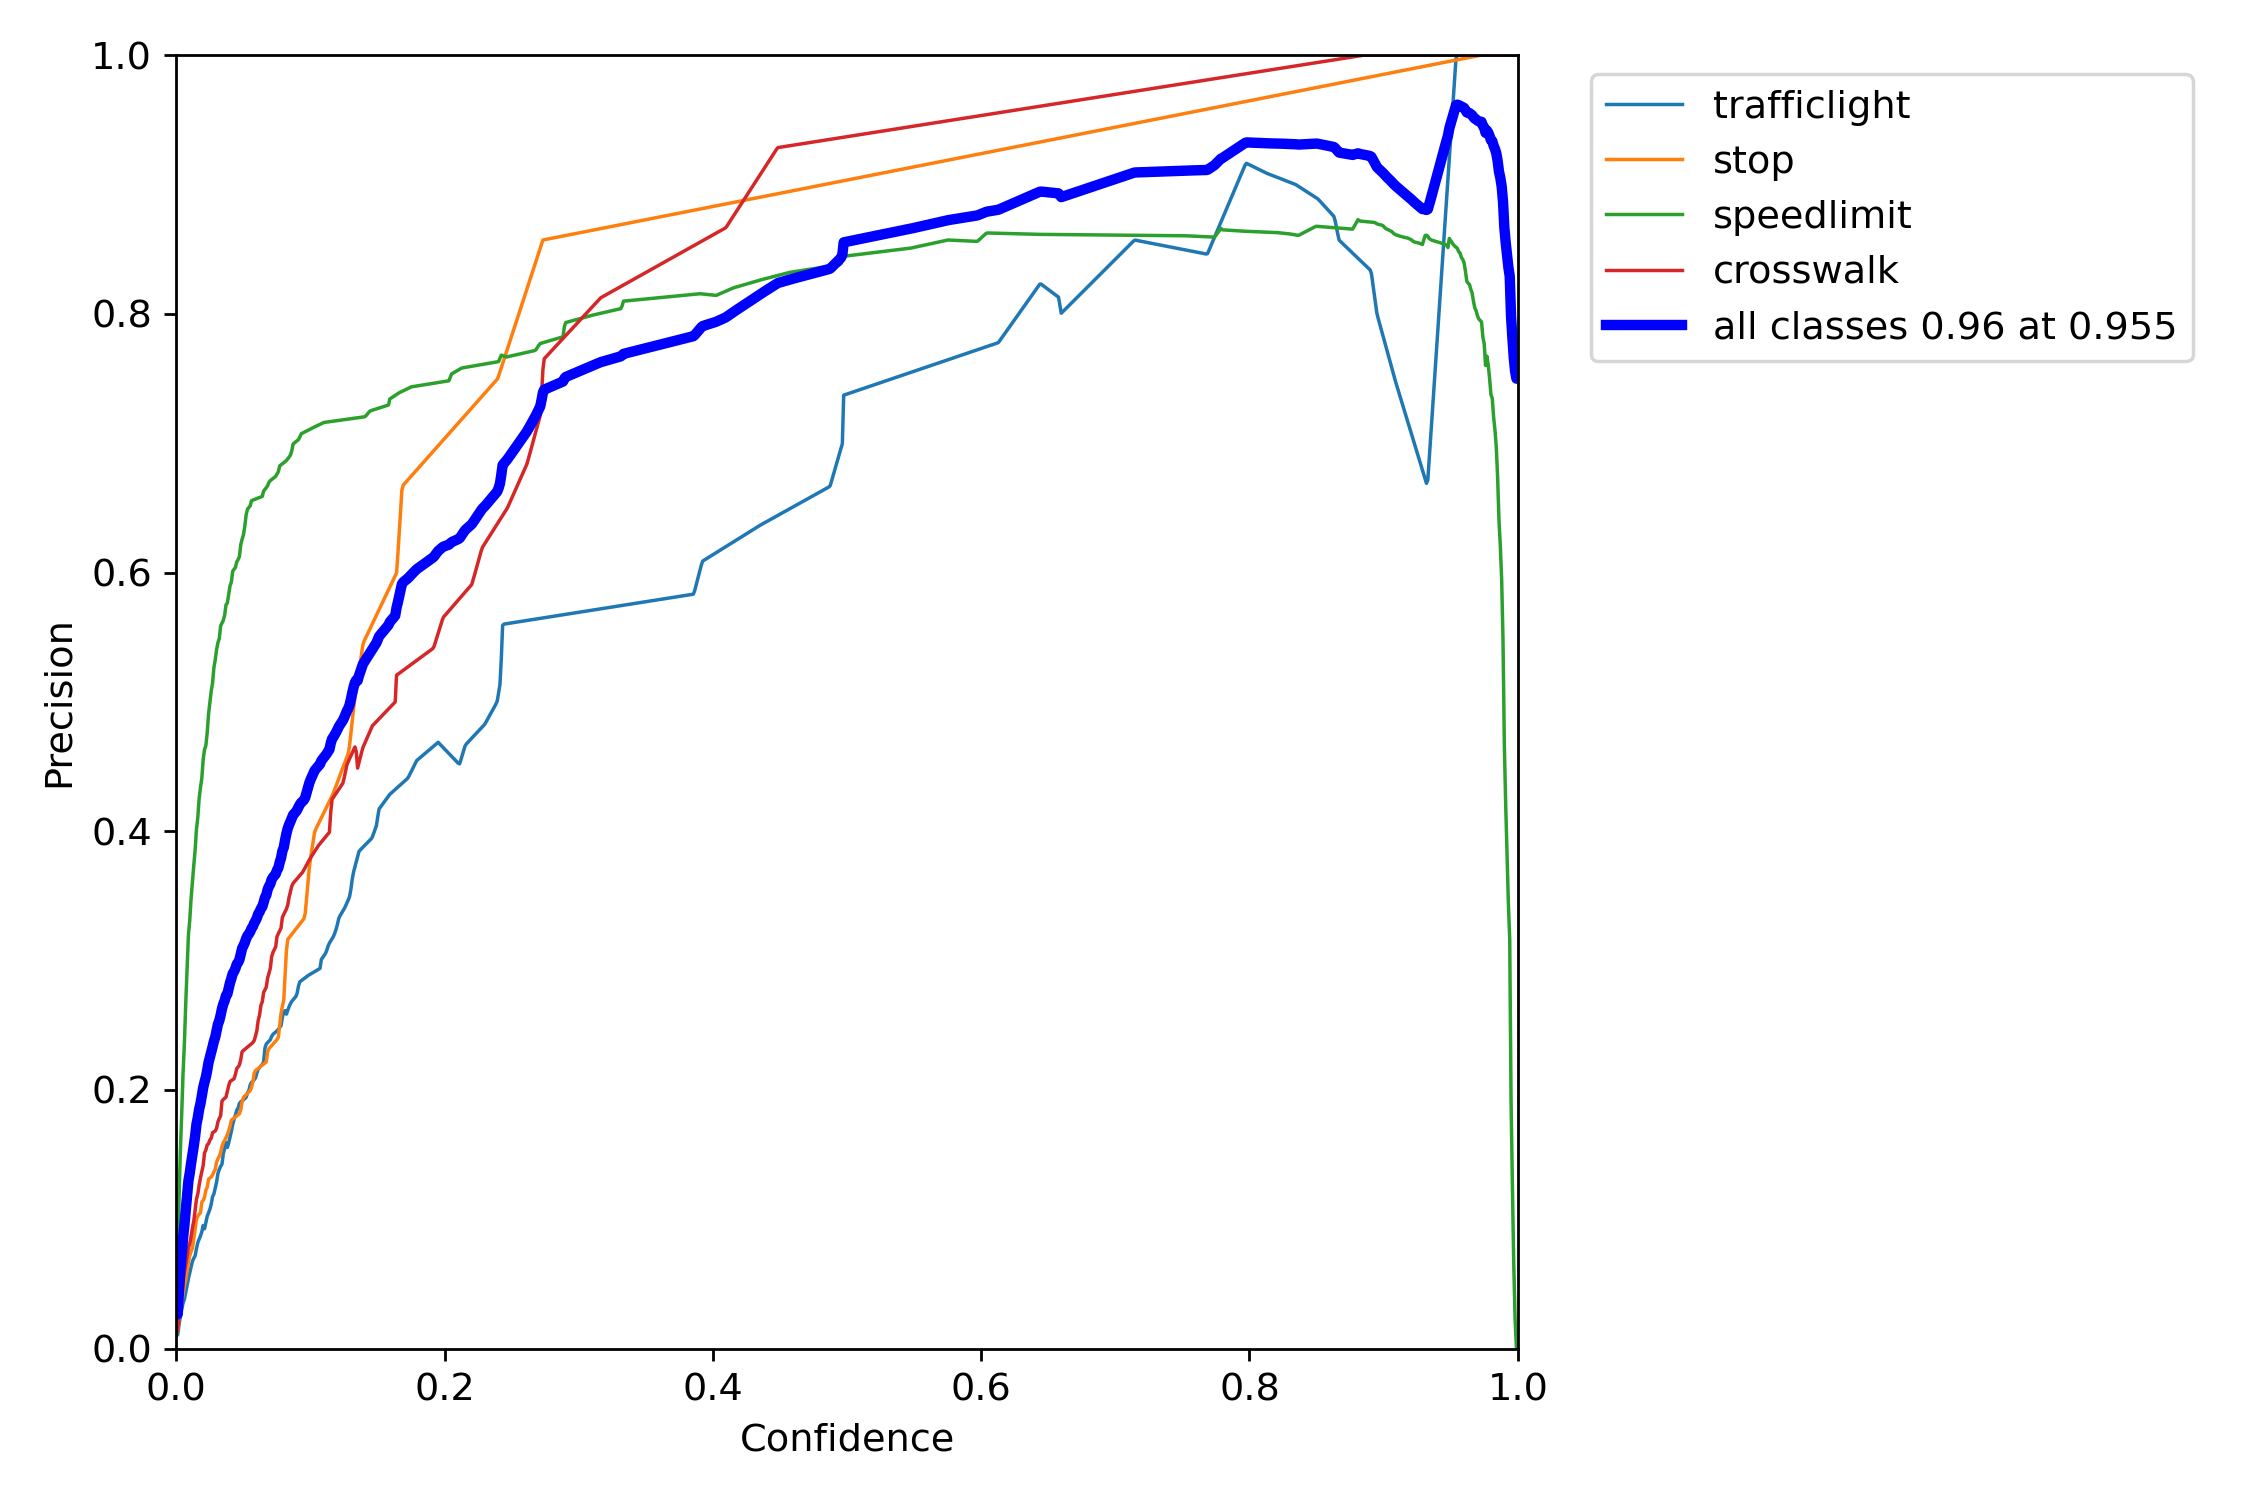 1.0
0.8
0.6
0.4
0.2
0.0
Precision
0.0 0.2 0.4 0.6 0.8 1.0
Confidence
trafficlight
stop
speedlimit
crosswalk
all classes 0.96 at 0.955